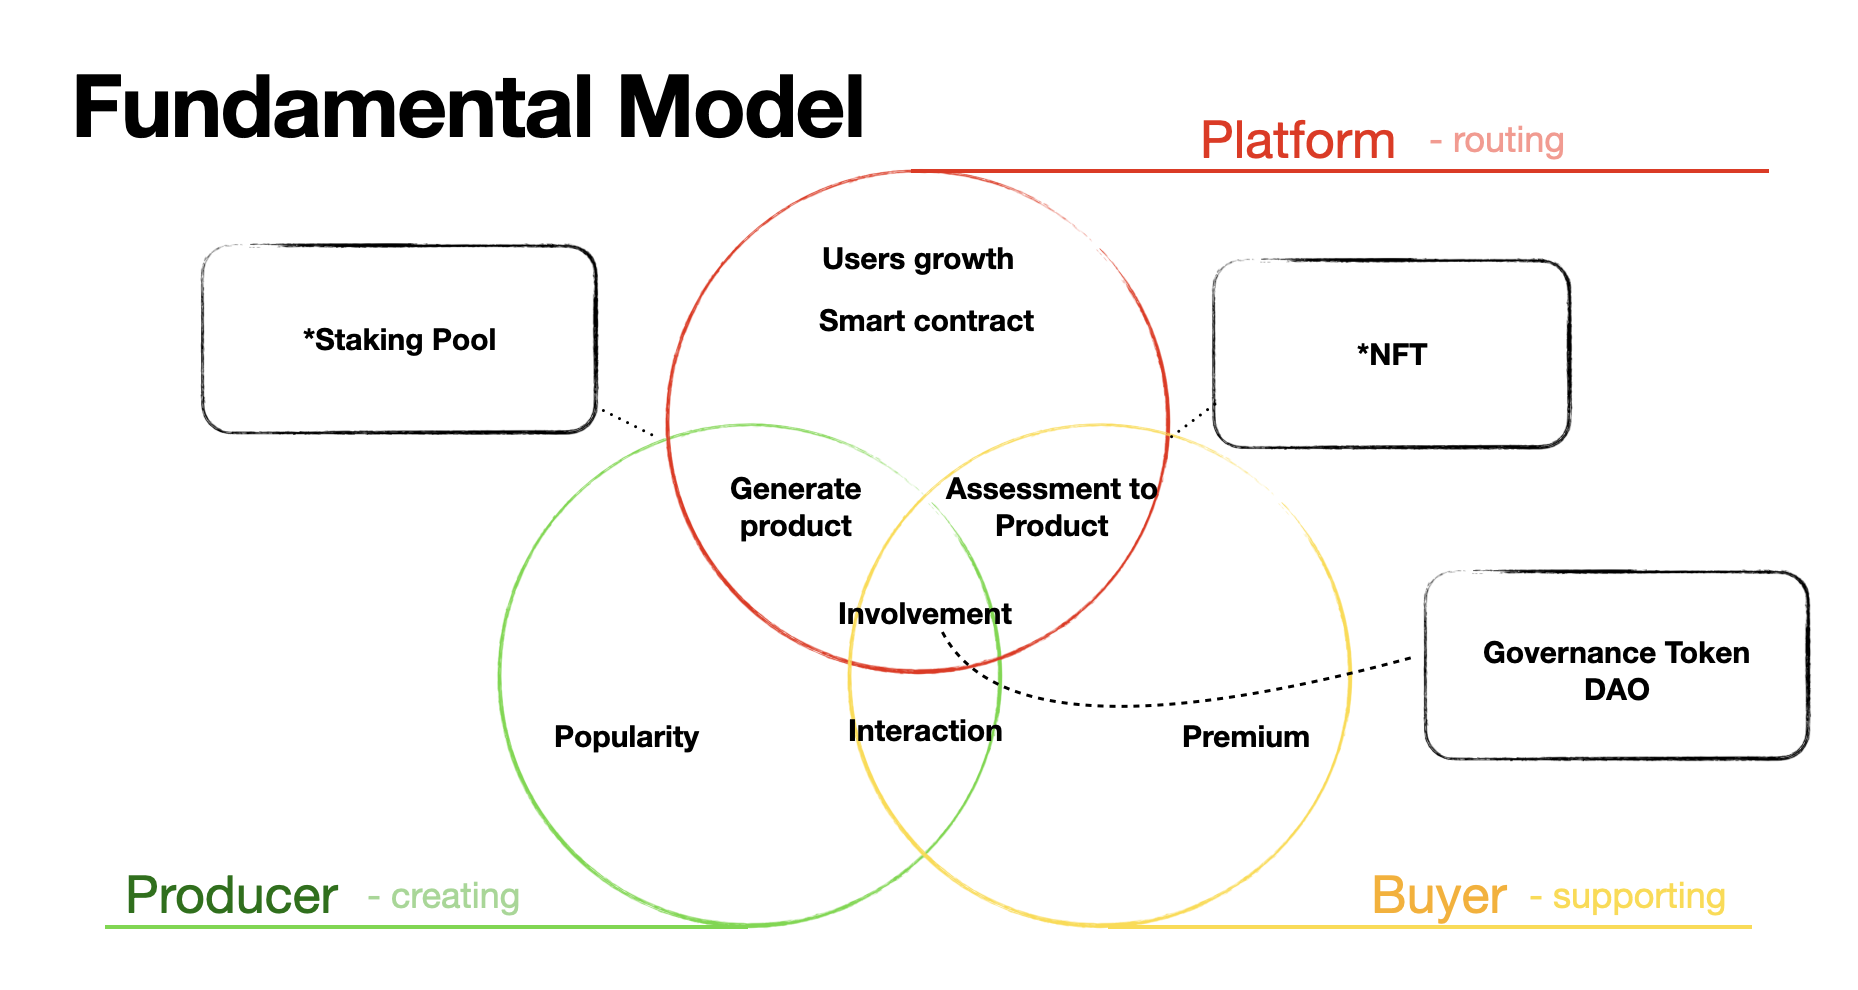 Fundamental Model
Platform - routing
Users growth
Smart contract
*Staking Pool
*NFT
Generate
product
Assessment to
Product
Involvement
Governance Token
DAO
Popularity
Interaction
Premium
Producer - creating
Buyer - supporting